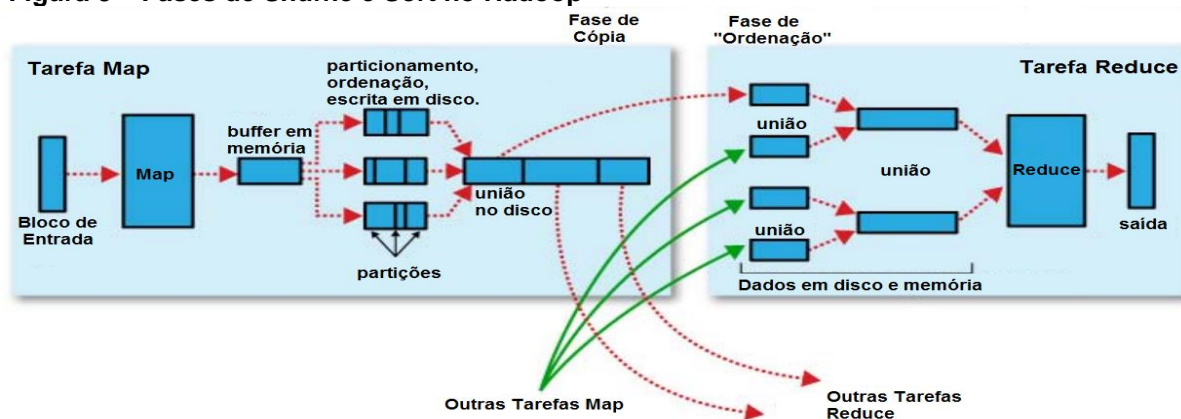 Fase de
Cópia
Fase de
"Ordenação"
Tarefa Map
particionamento,
ordenação,
escrita em disco.
buffer em
memória
Map
Bloco de
Entrada
união
no disco
partições
Tarefa Reduce
união
união
união
Reduce
saída
Dados em disco e memória
Outras Tarefas Map
Outras Tarefas
Reduce